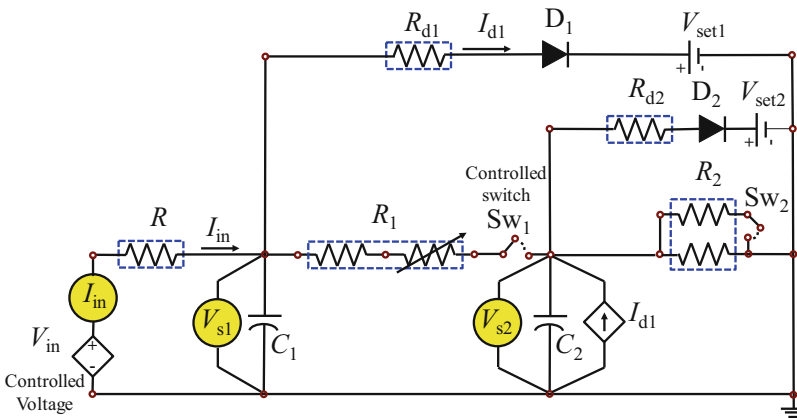 R_d1
I_d1
D_1
V_set1
+ -
R_d2
D_2
V_set2
+ -
Controlled
switch
Sw_1
R_2
Sw_2
R
I_in
R_1
I_in
V_s1
C_1
V_s2
C_2
I_d1
V_in
+
-
Controlled
Voltage